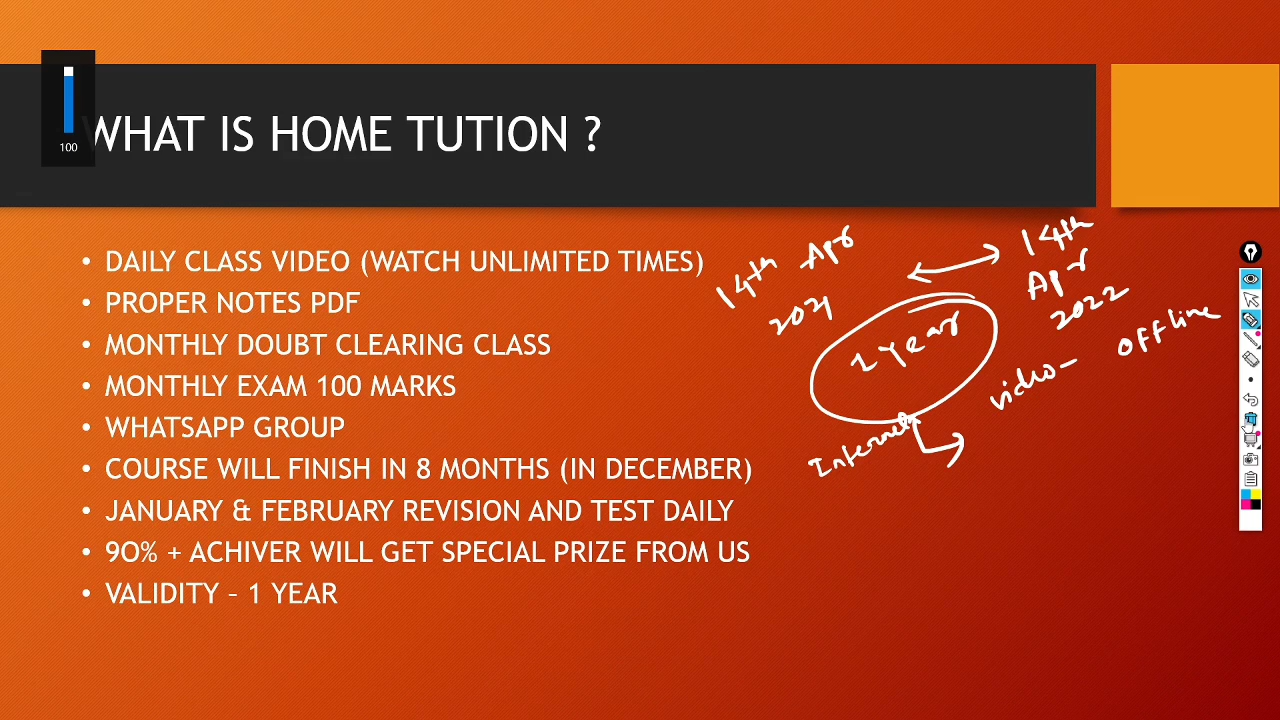 100
WHAT IS HOME TUTION ?
• DAILY CLASS VIDEO (WATCH UNLIMITED TIMES)
• PROPER NOTES PDF
• MONTHLY DOUBT CLEARING CLASS
• MONTHLY EXAM 100 MARKS
• WHATSAPP GROUP
• COURSE WILL FINISH IN 8 MONTHS (IN DECEMBER)
• JANUARY & FEBRUARY REVISION AND TEST DAILY
• 90% + ACHIVER WILL GET SPECIAL PRIZE FROM US
• VALIDITY – 1 YEAR
14th Apr
2021
14th
Apr
2022
1 Year
video - offline
Internet